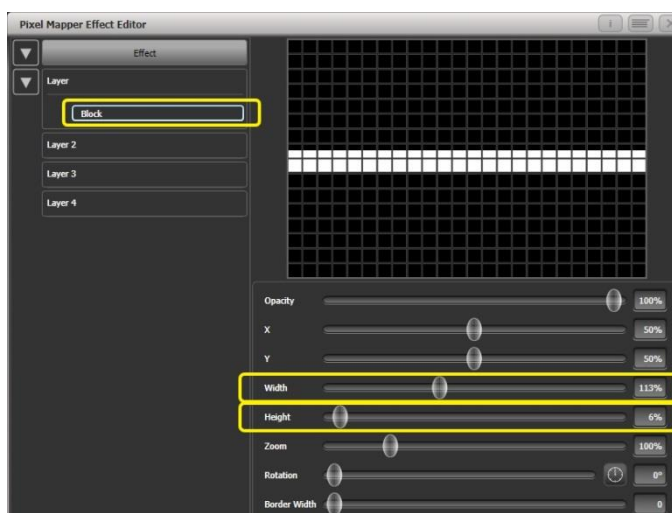 Pixel Mapper Effect Editor
Effect
Layer
Block
Layer 2
Layer 3
Layer 4
Opacity 100%
X 50%
Y 50%
Width 113%
Height 6%
Zoom 100%
Rotation 0°
Border Width 0